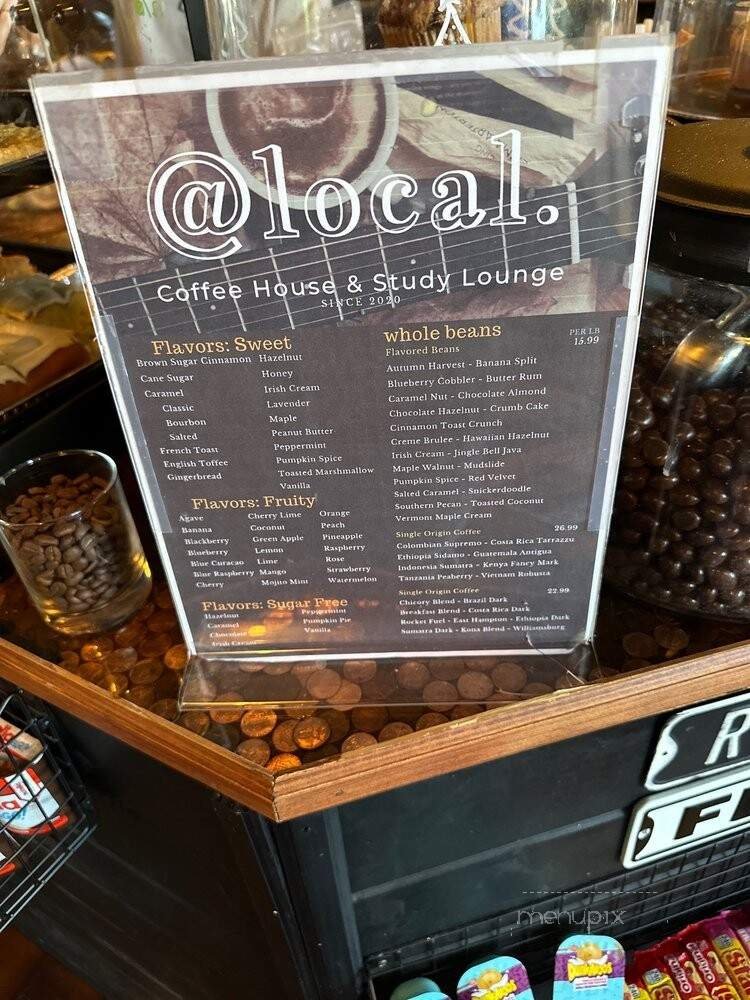 @local.
Coffee House & Study Lounge
SINCE 2020
Flavors: Sweet
Brown Sugar Cinnamon
Cane Sugar
Caramel
Classic
Bourbon
Salted
French Toast
English Toffee
Gingerbread
Hazelnut
Honey
Irish Cream
Lavender
Maple
Peanut Butter
Peppermint
Pumpkin Spice
Toasted Marshmallow
Vanilla
Flavors: Fruity
Agave
Banana
Blackberry
Blueberry
Blue Curacao
Blue Raspberry
Cherry
Cherry Lime
Coconut
Green Apple
Lemon
Lime
Mango
Mojito Mint
Orange
Peach
Pineapple
Raspberry
Rose
Strawberry
Watermelon
Flavors: Sugar Free
Hazelnut
Caramel
Chocolate
Irish Cream
Peppermint
Pumpkin Pie
Vanilla
whole beans
PER LB
Flavored Beans 15.99
Autumn Harvest - Banana Split
Blueberry Cobbler - Butter Rum
Caramel Nut - Chocolate Almond
Chocolate Hazelnut - Crumb Cake
Cinnamon Toast Crunch
Creme Brulee - Hawaiian Hazelnut
Irish Cream - Jingle Bell Java
Maple Walnut - Mudslide
Pumpkin Spice - Red Velvet
Salted Caramel - Snickerdoodle
Southern Pecan - Toasted Coconut
Vermont Maple Cream
Single Origin Coffee 26.99
Colombian Supremo - Costa Rica Tarrazzu
Ethiopia Sidamo - Guatemala Antigua
Indonesia Sumatra - Kenya Fancy Mark
Tanzania Peaberry - Vietnam Robusta
Single Origin Coffee 22.99
Chicory Blend - Brazil Dark
Breakfast Blend - Costa Rica Dark
Rocket Fuel - East Hampton - Ethiopia Dark
Sumatra Dark - Kona Blend - Williamsburg
menupix